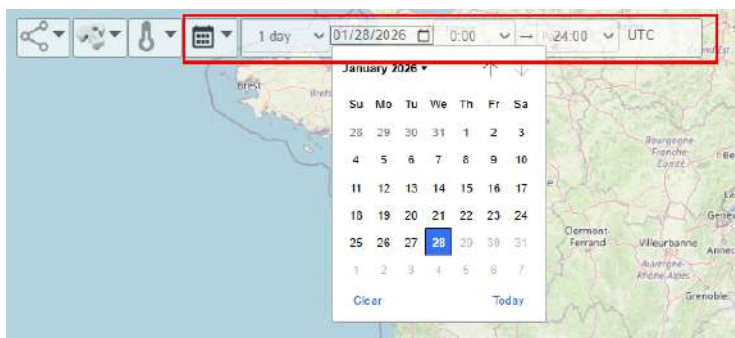 1 day 01/28/2026 0:00 → 24:00 UTC
Brest
January 2026
Su Mo Tu We Th Fr Sa
28 29 30 31 1 2 3
4 5 6 7 8 9 10
11 12 13 14 15 16 17
18 19 20 21 22 23 24
25 26 27 28 29 30 31
1 2 3 4 5 6 7
Clear Today
Bourgogne-
Franche-
Comté
Clermont-
Ferrand
Villeurbanne
Auvergne-
Rhône-Alpes
Grenoble